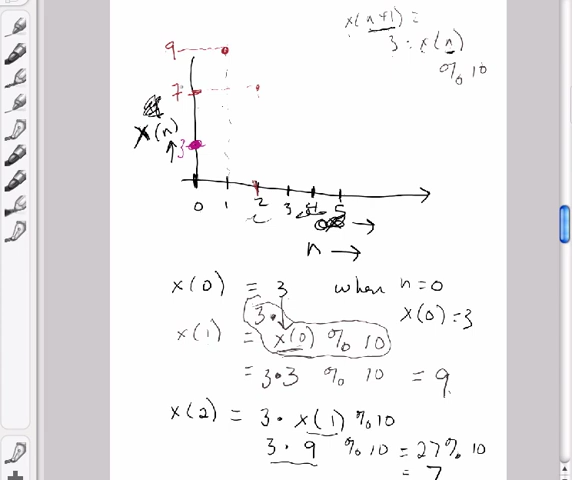 x(n+1) =
3 · x(n)
% 10
9
7
x(n)
3
0 1 2 3 4 5
n →
x(0) = 3 when n=0
x(0)=3
3 ·
x(1) = x(0) % 10
= 3·3 % 10 = 9
x(2) = 3 · x(1) % 10
3 · 9 % 10 = 27 % 10
= 7